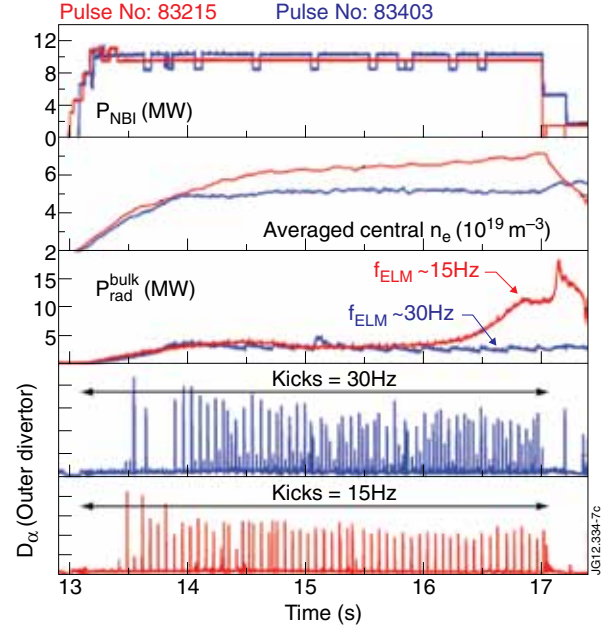 Pulse No: 83215 Pulse No: 83403
12
8
4
0
P_NBI (MW)
6
4
2
Averaged central n_e (10^19 m^–3)
15
10
5
P_rad^bulk (MW)
f_ELM ~15Hz
f_ELM ~30Hz
Kicks = 30Hz
Kicks = 15Hz
D_α (Outer divertor)
13 14 15 16 17
Time (s)
JG12.334-7c